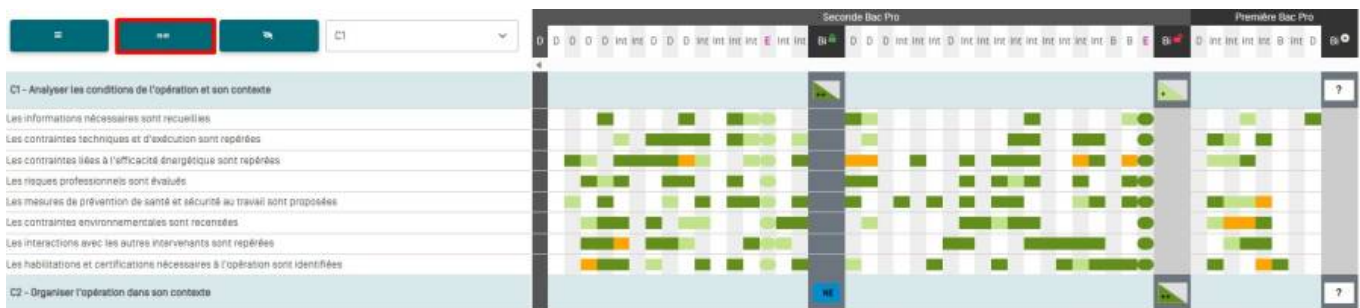 Seconde Bac Pro
Première Bac Pro
C1
D D D D D Int Int D D D Int Int Int Int E Int Int Bi D D D Int Int Int D Int Int Int Int Int Int Int Int B B E Bi D Int Int Int Int B Int D Bi
C1 - Analyser les conditions de l'opération et son contexte
++
+
?
Les informations nécessaires sont recueillies
Les contraintes techniques et d'exécution sont repérées
Les contraintes liées à l'efficacité énergétique sont repérées
Les risques professionnels sont évalués
Les mesures de prévention de santé et sécurité au travail sont proposées
Les contraintes environnementales sont recensées
Les interactions avec les autres intervenants sont repérées
Les habilitations et certifications nécessaires à l'opération sont identifiées
C2 - Organiser l'opération dans son contexte
NE
++
?